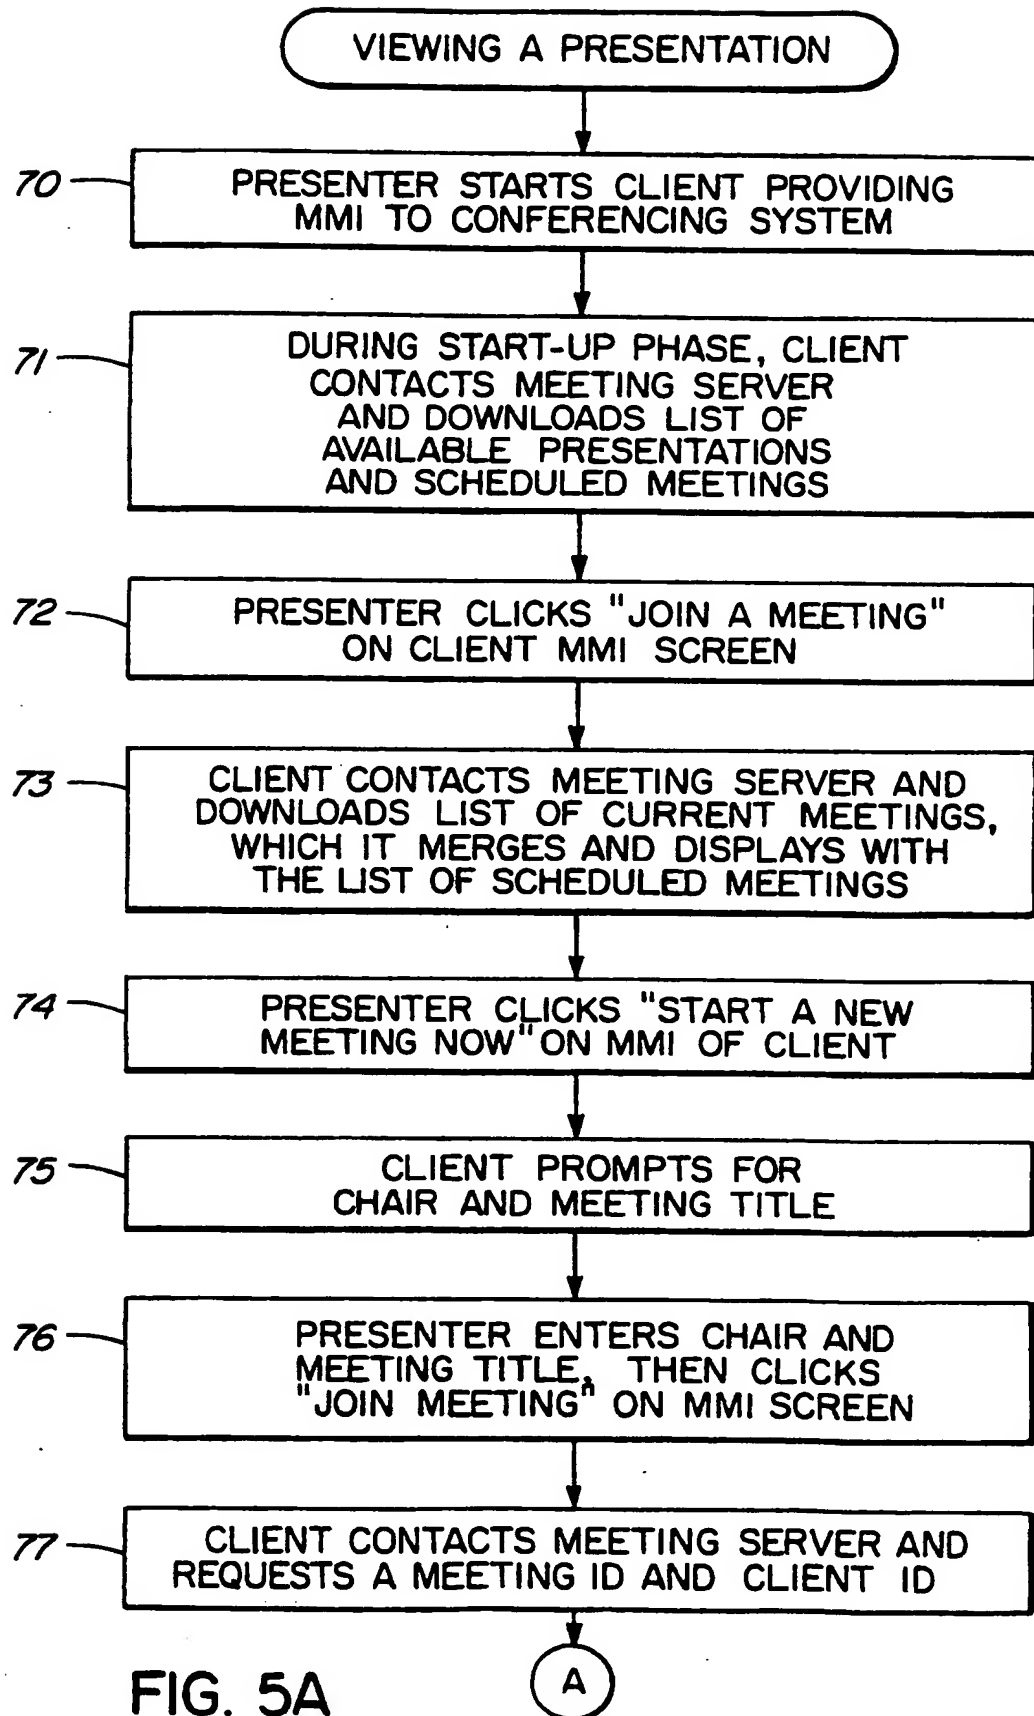 VIEWING A PRESENTATION
70
PRESENTER STARTS CLIENT PROVIDING
MMI TO CONFERENCING SYSTEM
71
DURING START-UP PHASE, CLIENT
CONTACTS MEETING SERVER
AND DOWNLOADS LIST OF
AVAILABLE PRESENTATIONS
AND SCHEDULED MEETINGS
72
PRESENTER CLICKS "JOIN A MEETING"
ON CLIENT MMI SCREEN
73
CLIENT CONTACTS MEETING SERVER AND
DOWNLOADS LIST OF CURRENT MEETINGS,
WHICH IT MERGES AND DISPLAYS WITH
THE LIST OF SCHEDULED MEETINGS
74
PRESENTER CLICKS "START A NEW
MEETING NOW" ON MMI OF CLIENT
75
CLIENT PROMPTS FOR
CHAIR AND MEETING TITLE
76
PRESENTER ENTERS CHAIR AND
MEETING TITLE, THEN CLICKS
"JOIN MEETING" ON MMI SCREEN
77
CLIENT CONTACTS MEETING SERVER AND
REQUESTS A MEETING ID AND CLIENT ID
A
FIG. 5A